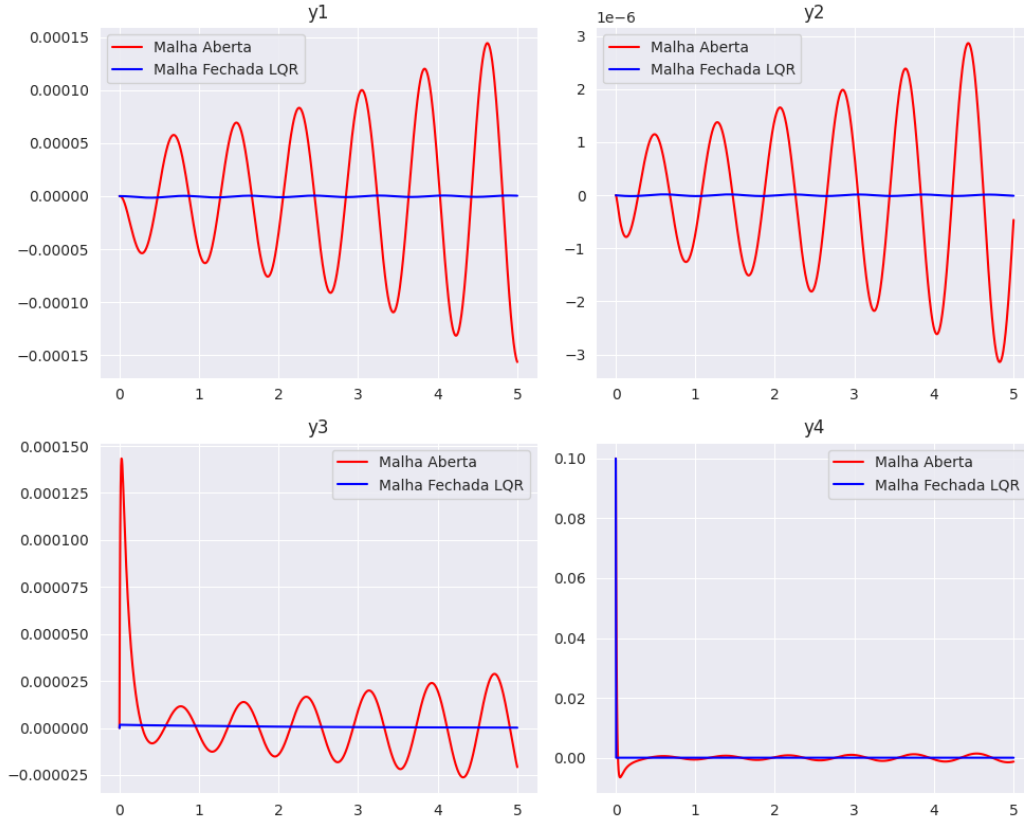 y1
0.00015
0.00010
0.00005
0.00000
−0.00005
−0.00010
−0.00015
Malha Aberta
Malha Fechada LQR
0 1 2 3 4 5
y2
1e−6
3
2
1
0
−1
−2
−3
Malha Aberta
Malha Fechada LQR
0 1 2 3 4 5
y3
0.000150
0.000125
0.000100
0.000075
0.000050
0.000025
0.000000
−0.000025
Malha Aberta
Malha Fechada LQR
0 1 2 3 4 5
y4
0.10
0.08
0.06
0.04
0.02
0.00
Malha Aberta
Malha Fechada LQR
0 1 2 3 4 5